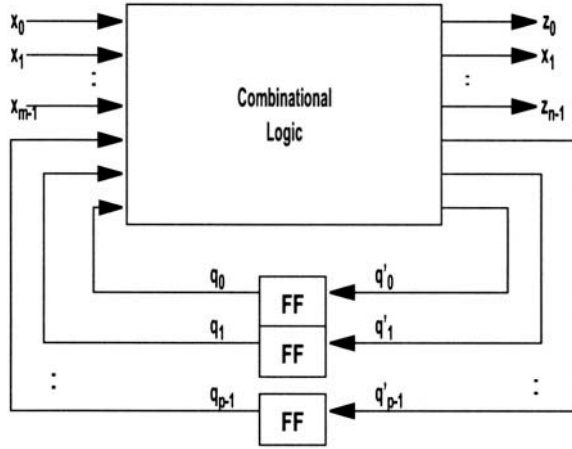 x0 z0
x1 x1
xm-1 zn-1
Combinational
Logic
q0 q'0
FF
q1 q'1
FF
qp-1 q'p-1
FF